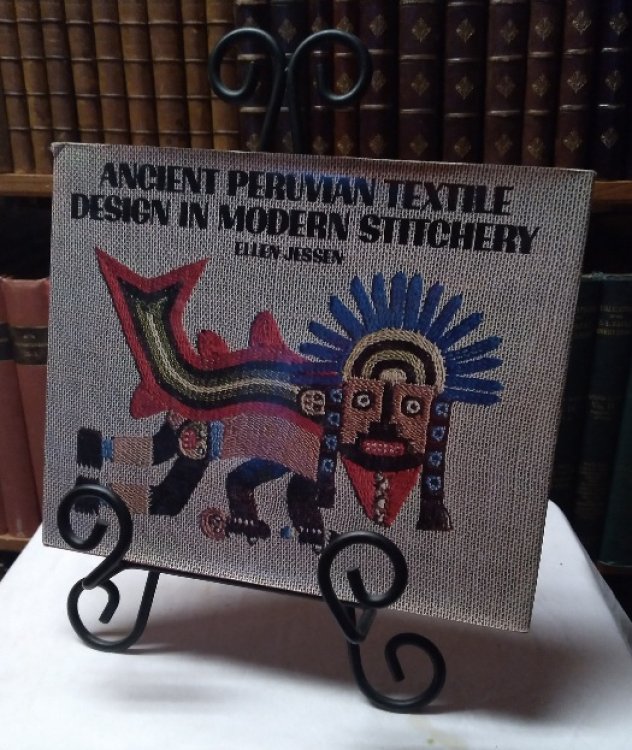 ANCIENT PERUVIAN TEXTILE
DESIGN IN MODERN STITCHERY
ELLEN JESSEN